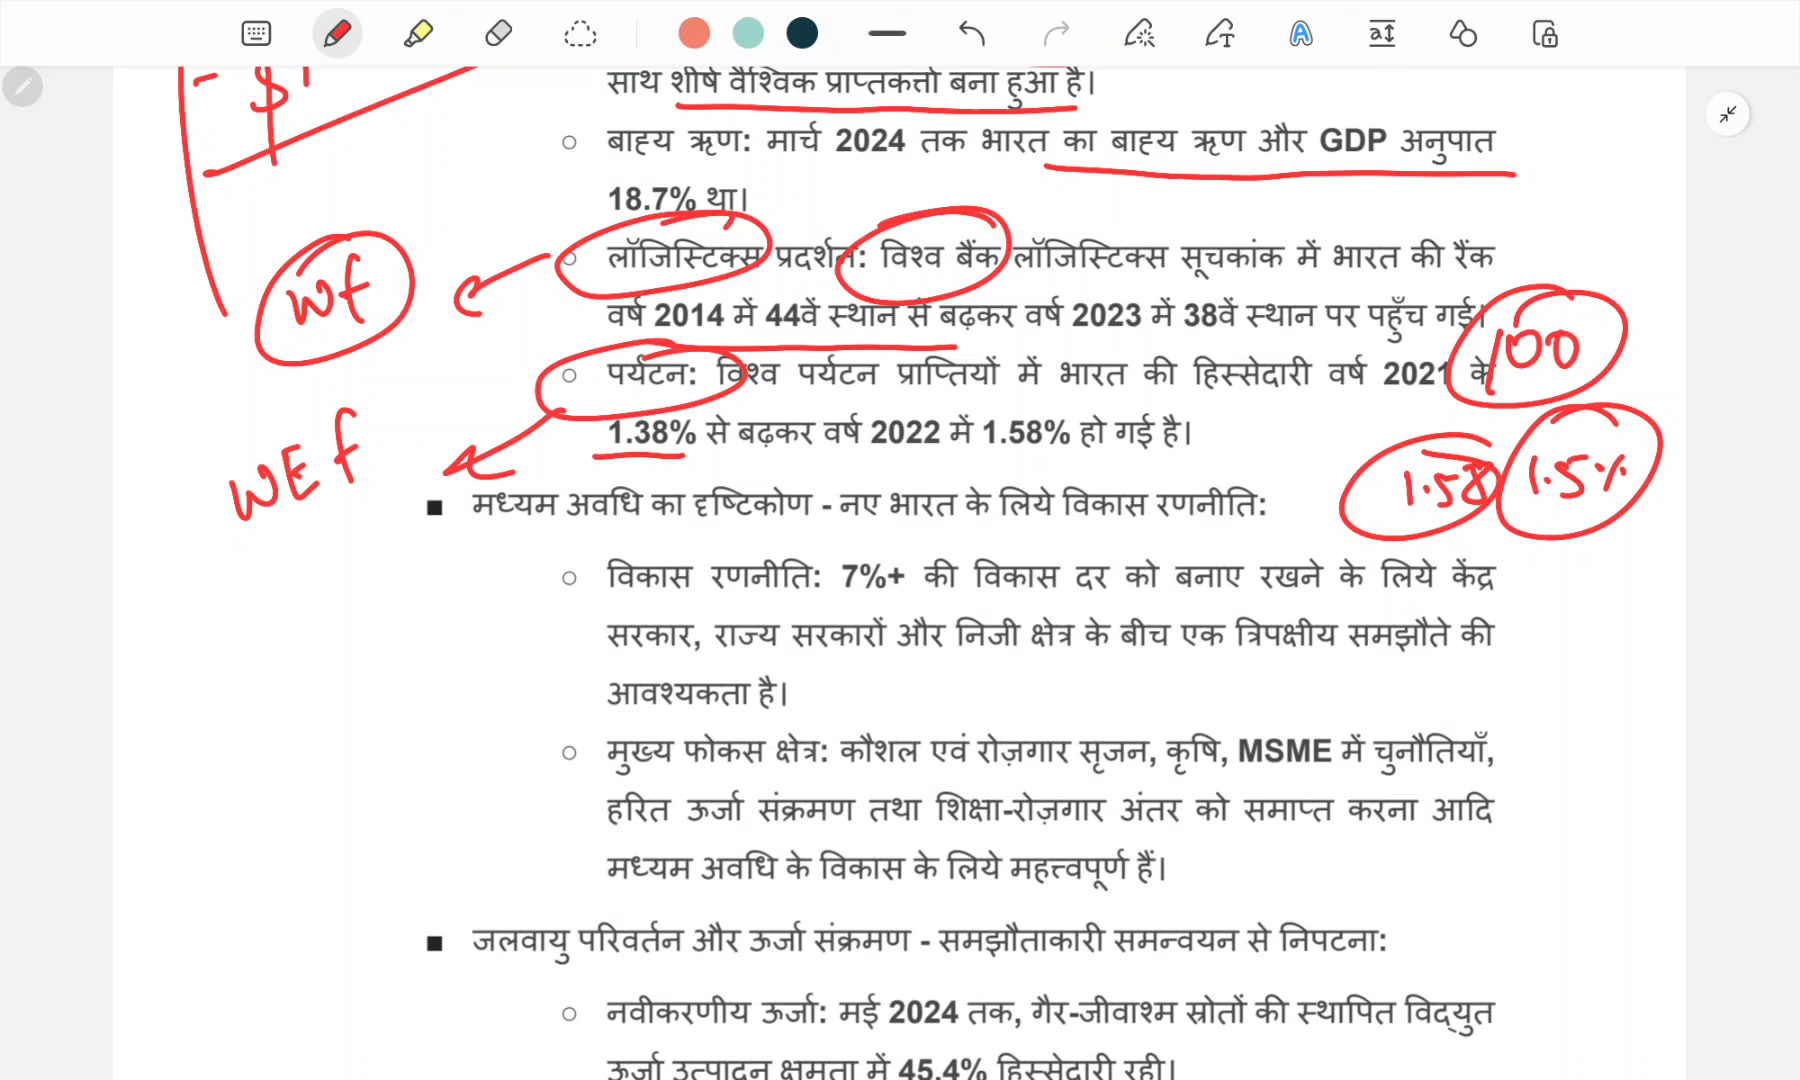 $
साथ शीर्ष वैश्विक प्राप्तकर्त्ता बना हुआ है।
बाह्य ऋण: मार्च 2024 तक भारत का बाह्य ऋण और GDP अनुपात
18.7% था।
लॉजिस्टिक्स प्रदर्शन: विश्व बैंक लॉजिस्टिक्स सूचकांक में भारत की रैंक
wf
वर्ष 2014 में 44वें स्थान से बढ़कर वर्ष 2023 में 38वें स्थान पर पहुँच गई।
100
पर्यटन: विश्व पर्यटन प्राप्तियों में भारत की हिस्सेदारी वर्ष 2021 के
1.38% से बढ़कर वर्ष 2022 में 1.58% हो गई है।
WEf
1.58 1.5%
मध्यम अवधि का दृष्टिकोण - नए भारत के लिये विकास रणनीति:
विकास रणनीति: 7%+ की विकास दर को बनाए रखने के लिये केंद्र
सरकार, राज्य सरकारों और निजी क्षेत्र के बीच एक त्रिपक्षीय समझौते की
आवश्यकता है।
मुख्य फोकस क्षेत्र: कौशल एवं रोज़गार सृजन, कृषि, MSME में चुनौतियाँ,
हरित ऊर्जा संक्रमण तथा शिक्षा-रोज़गार अंतर को समाप्त करना आदि
मध्यम अवधि के विकास के लिये महत्त्वपूर्ण हैं।
जलवायु परिवर्तन और ऊर्जा संक्रमण - समझौताकारी समन्वयन से निपटना:
नवीकरणीय ऊर्जा: मई 2024 तक, गैर-जीवाश्म स्रोतों की स्थापित विद्युत
ऊर्जा उत्पादन क्षमता में 45.4% हिस्सेदारी रही।